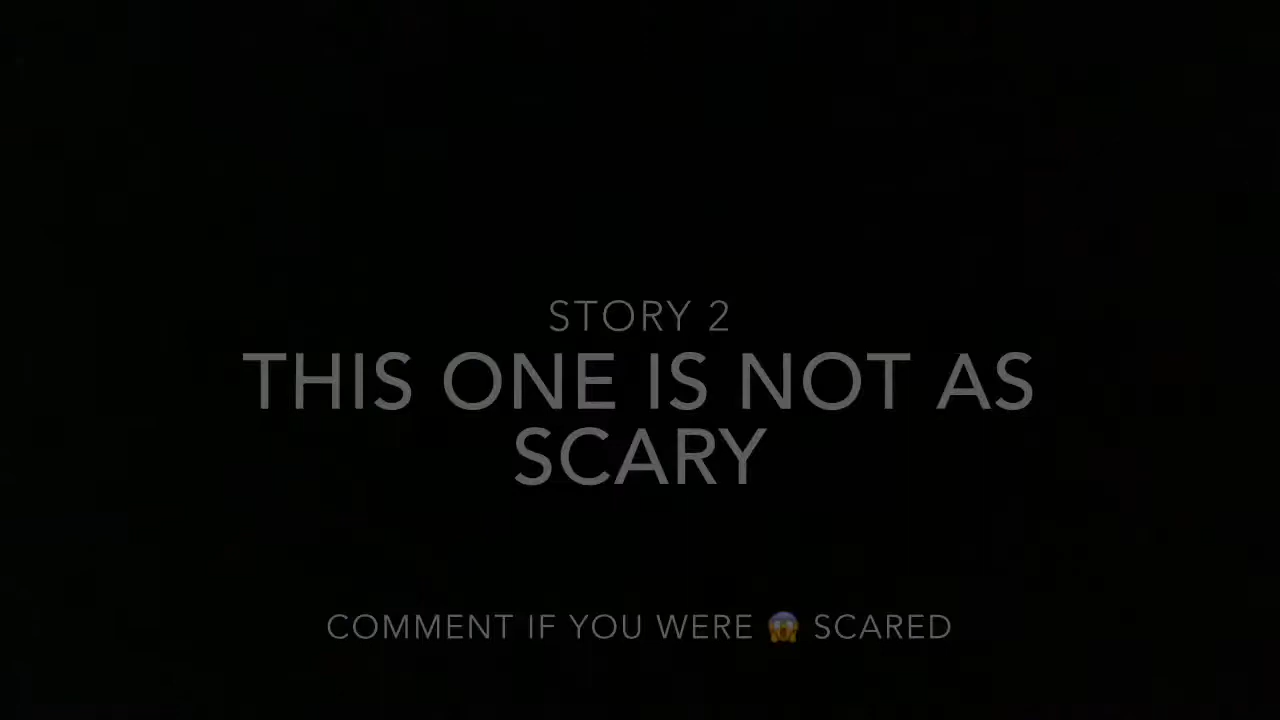 STORY 2
THIS ONE IS NOT AS
SCARY
COMMENT IF YOU WERE 😱 SCARED